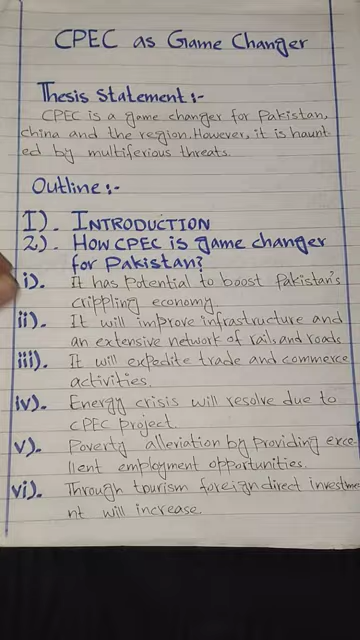 CPEC as Game Changer
Thesis Statement:-
CPEC is a game changer for Pakistan,
china and the region. However, it is haunt
ed by multiferious threats.
Outline:-
I). INTRODUCTION
2). HOW CPEC is game changer
for Pakistan?
i). It has potential to boost Pakistan's
crippling economy.
ii). It will improve infrastructure and
an extensive network of rails and roads
iii). It will expedite trade and commerce
activities.
iv). Energy crisis will resolve due to
CPEC project.
v). Poverty alleviation by providing exce-
llent employment opportunities.
vi). Through tourism foreign direct investme
nt will increase.